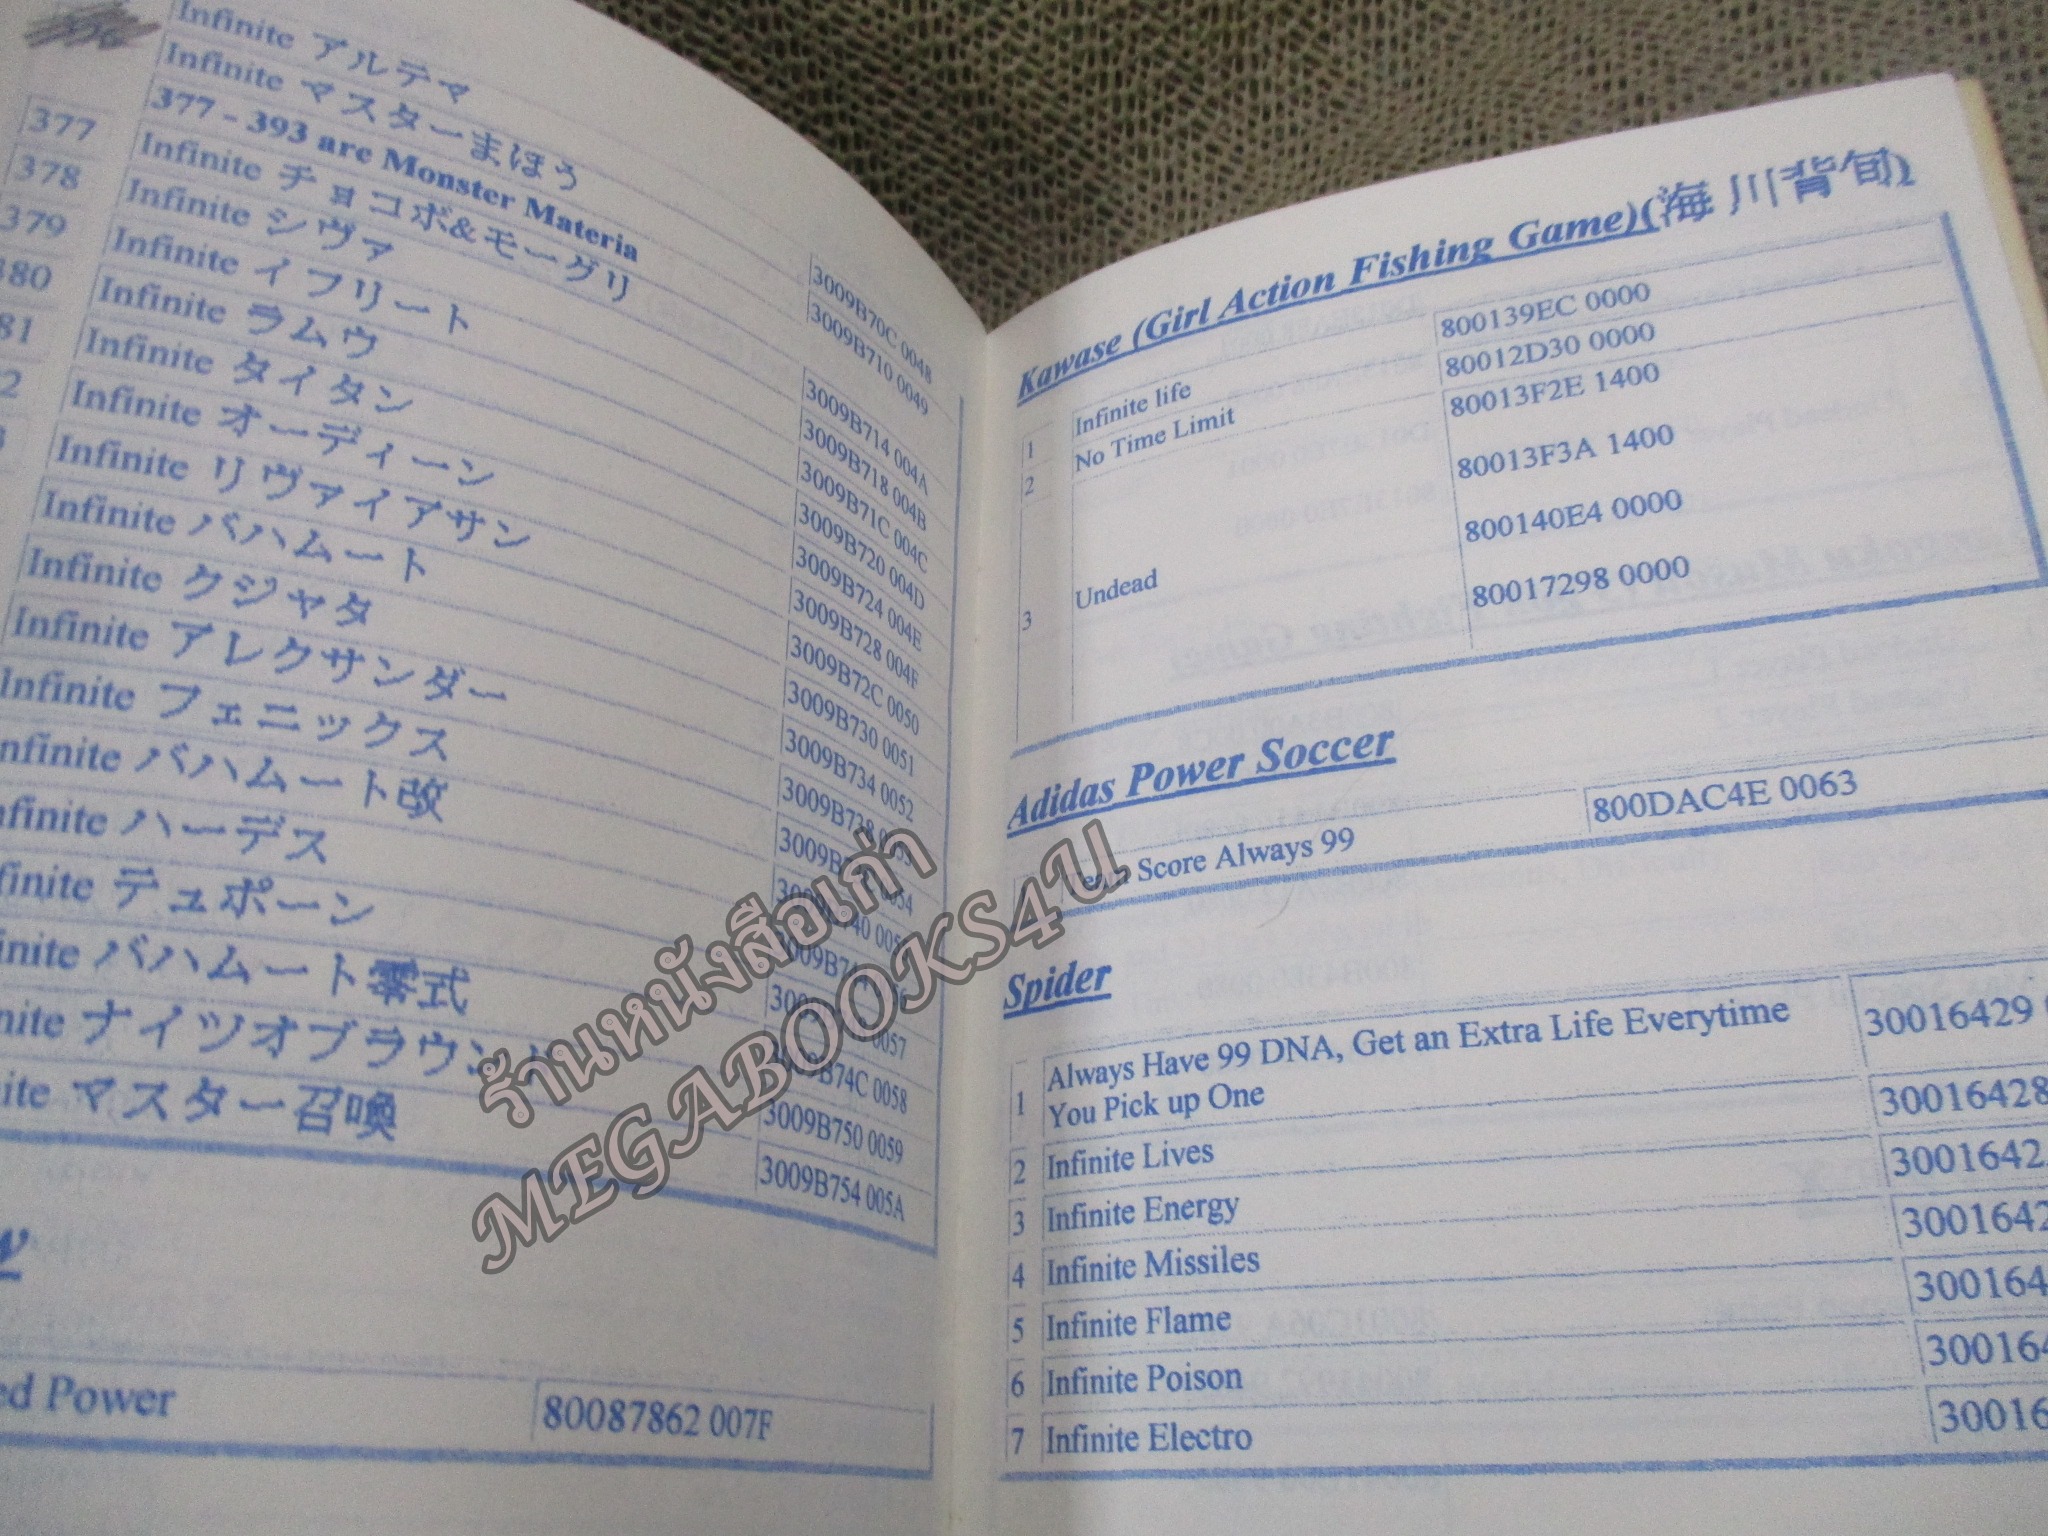 Infinite アルテマ
Infinite マスターまほう
377 - 393 are Monster Materia
377 Infinite チョコボ&モーグリ
378 Infinite シヴァ
379 Infinite イフリート
380 Infinite ラムウ
Infinite タイタン
Infinite オーディーン
Infinite リヴァイアサン
Infinite バハムート
Infinite クジャタ
Infinite アレクサンダー
Infinite フェニックス
バハムート改
ハーデス
テュポーン
バハムート零式
ナイツオブラウン
マスター召喚
3009B70C 0048
3009B710 0049
3009B714 004A
3009B718 004B
3009B71C 004C
3009B720 004D
3009B724 004E
3009B728 004F
3009B72C 0050
3009B730 0051
3009B734 0052
3009B738
0054
3009B74C 0058
3009B750 0059
3009B754 005A
Power 80087862 007F
Kawase (Girl Action Fishing Game)(海川背旬)
1 Infinite life 800139EC 0000
2 No Time Limit 80012D30 0000
3 Undead 80013F2E 1400
80013F3A 1400
800140E4 0000
80017298 0000
Adidas Power Soccer
Team Score Always 99 800DAC4E 0063
Spider
1 Always Have 99 DNA, Get an Extra Life Everytime
You Pick up One 30016429
2 Infinite Lives 30016428
3 Infinite Energy
4 Infinite Missiles
5 Infinite Flame
6 Infinite Poison
7 Infinite Electro
ร้านหนังสือเก่า
MEGABOOKS4U